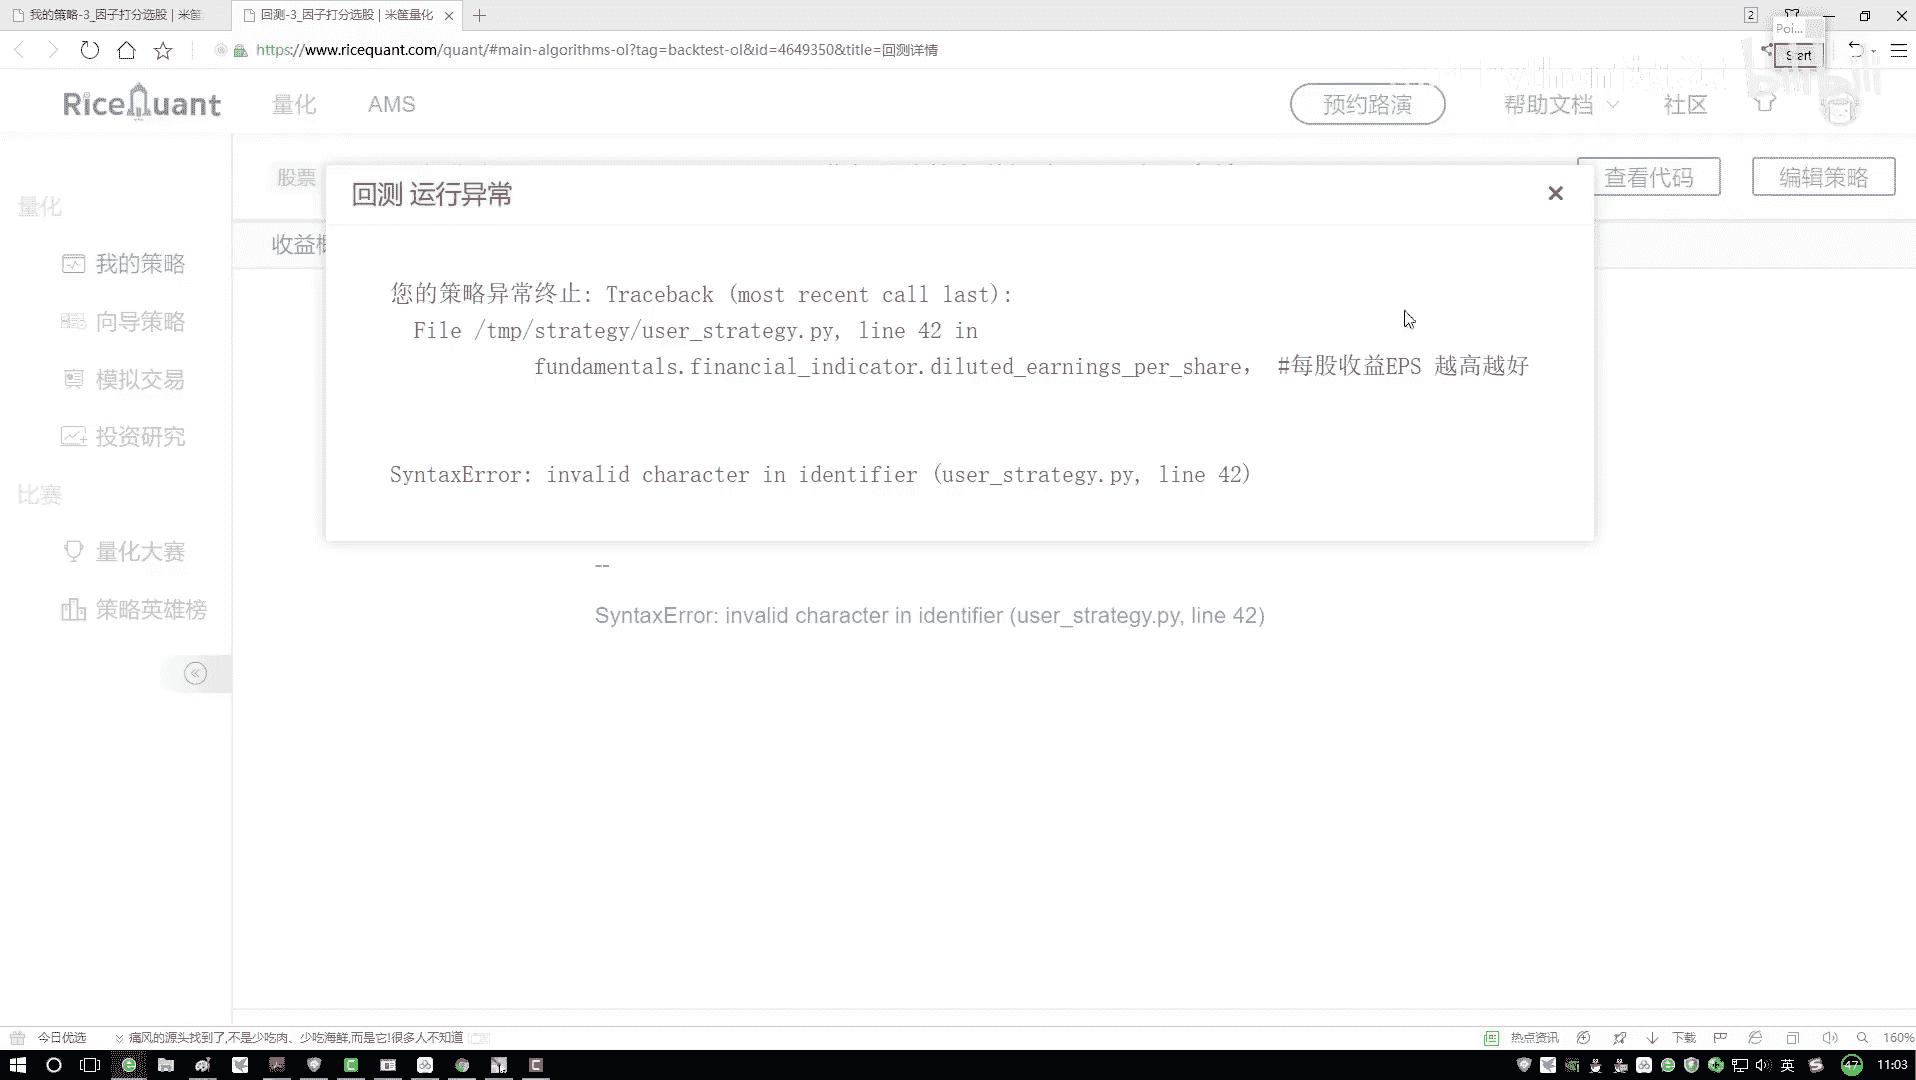 我的策略-3_因子打分选股 | 米筐
回测-3_因子打分选股 | 米筐量化
2
Poi...
https://www.ricequant.com/quant/#main-algorithms-ol?tag=backtest-ol&id=4649350&title=回测详情
Start
RiceQuant
量化
AMS
预约路演
帮助文档
社区
bilibili
股票
查看代码
编辑策略
回测 运行异常
量化
收益概
我的策略
向导策略
模拟交易
投资研究
比赛
量化大赛
策略英雄榜
您的策略异常终止: Traceback (most recent call last):
File /tmp/strategy/user_strategy.py, line 42 in
fundamentals.financial_indicator.diluted_earnings_per_share， #每股收益EPS 越高越好
SyntaxError: invalid character in identifier (user_strategy.py, line 42)
--
SyntaxError: invalid character in identifier (user_strategy.py, line 42)
今日优选
痛风的源头找到了,不是少吃肉、少吃海鲜,而是它!很多人不知道
热点资讯
下载
160%
英
47
11:03